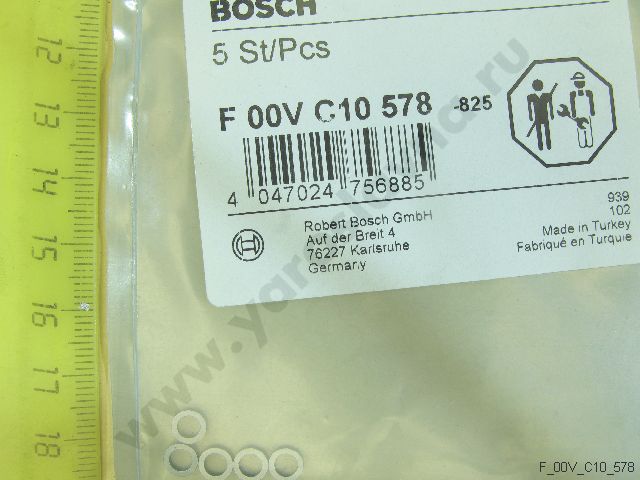 BOSCH
5 St/Pcs
F 00V C10 578 -825
4 047024 756885
Robert Bosch GmbH
Auf der Breit 4
76227 Karlsruhe
Germany
939
102
Made in Turkey
Fabriqué en Turquie
12
13
14
15
16
17
18
F_00V_C10_578